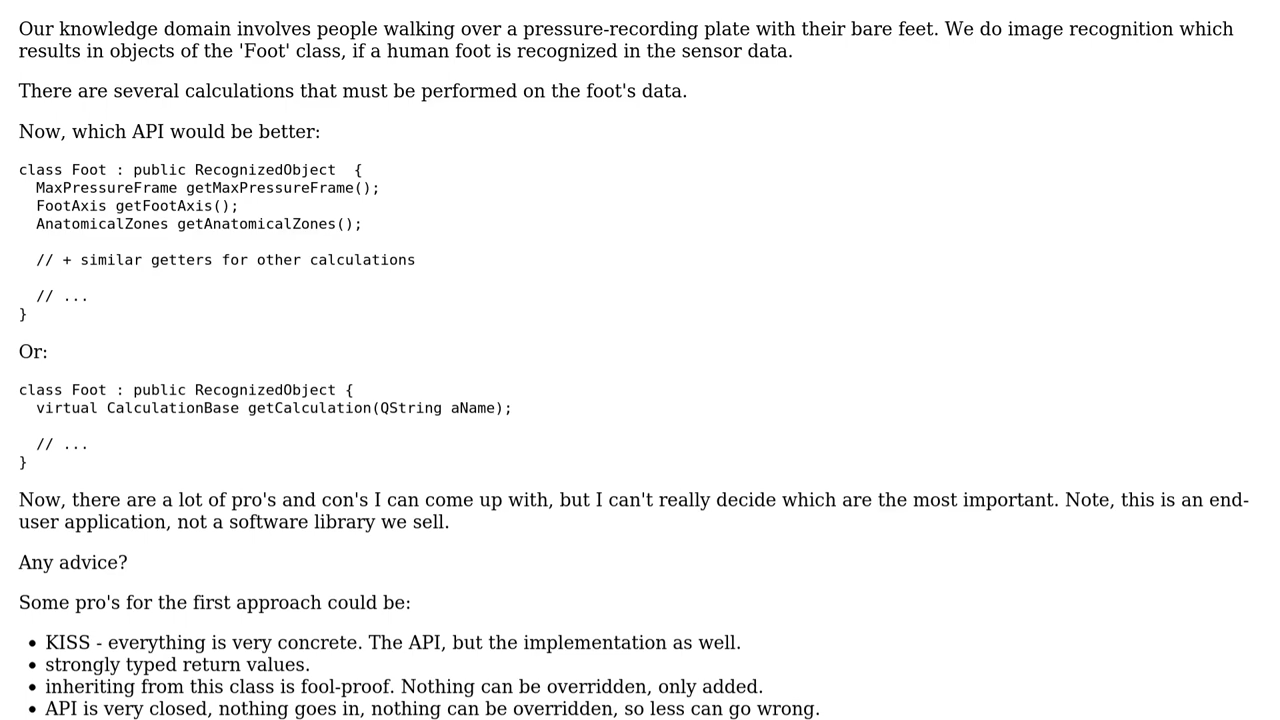 Our knowledge domain involves people walking over a pressure-recording plate with their bare feet. We do image recognition which
results in objects of the 'Foot' class, if a human foot is recognized in the sensor data.
There are several calculations that must be performed on the foot's data.
Now, which API would be better:
class Foot : public RecognizedObject  {
  MaxPressureFrame getMaxPressureFrame();
  FootAxis getFootAxis();
  AnatomicalZones getAnatomicalZones();
  // + similar getters for other calculations
  // ...
}
Or:
class Foot : public RecognizedObject {
  virtual CalculationBase getCalculation(QString aName);
  // ...
}
Now, there are a lot of pro's and con's I can come up with, but I can't really decide which are the most important. Note, this is an end-
user application, not a software library we sell.
Any advice?
Some pro's for the first approach could be:
• KISS - everything is very concrete. The API, but the implementation as well.
• strongly typed return values.
• inheriting from this class is fool-proof. Nothing can be overridden, only added.
• API is very closed, nothing goes in, nothing can be overridden, so less can go wrong.